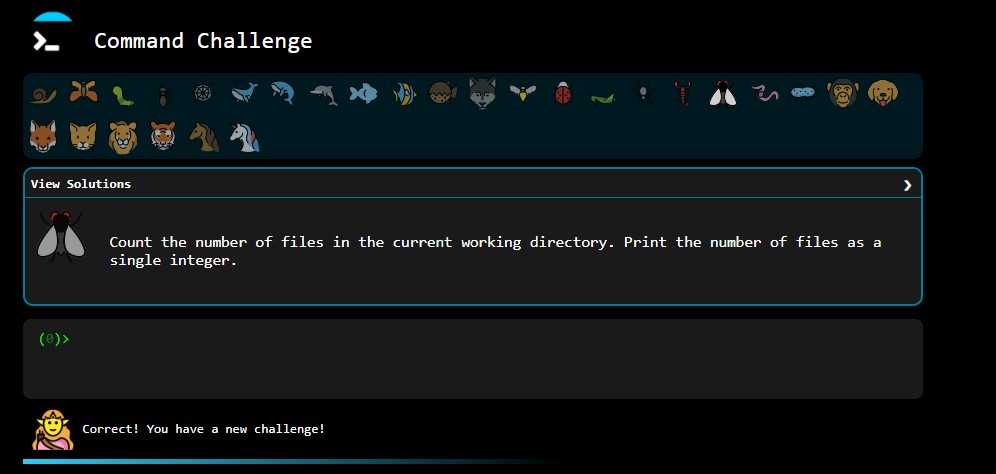 Command Challenge
View Solutions
Count the number of files in the current working directory. Print the number of files as a
single integer.
(0)>
Correct! You have a new challenge!